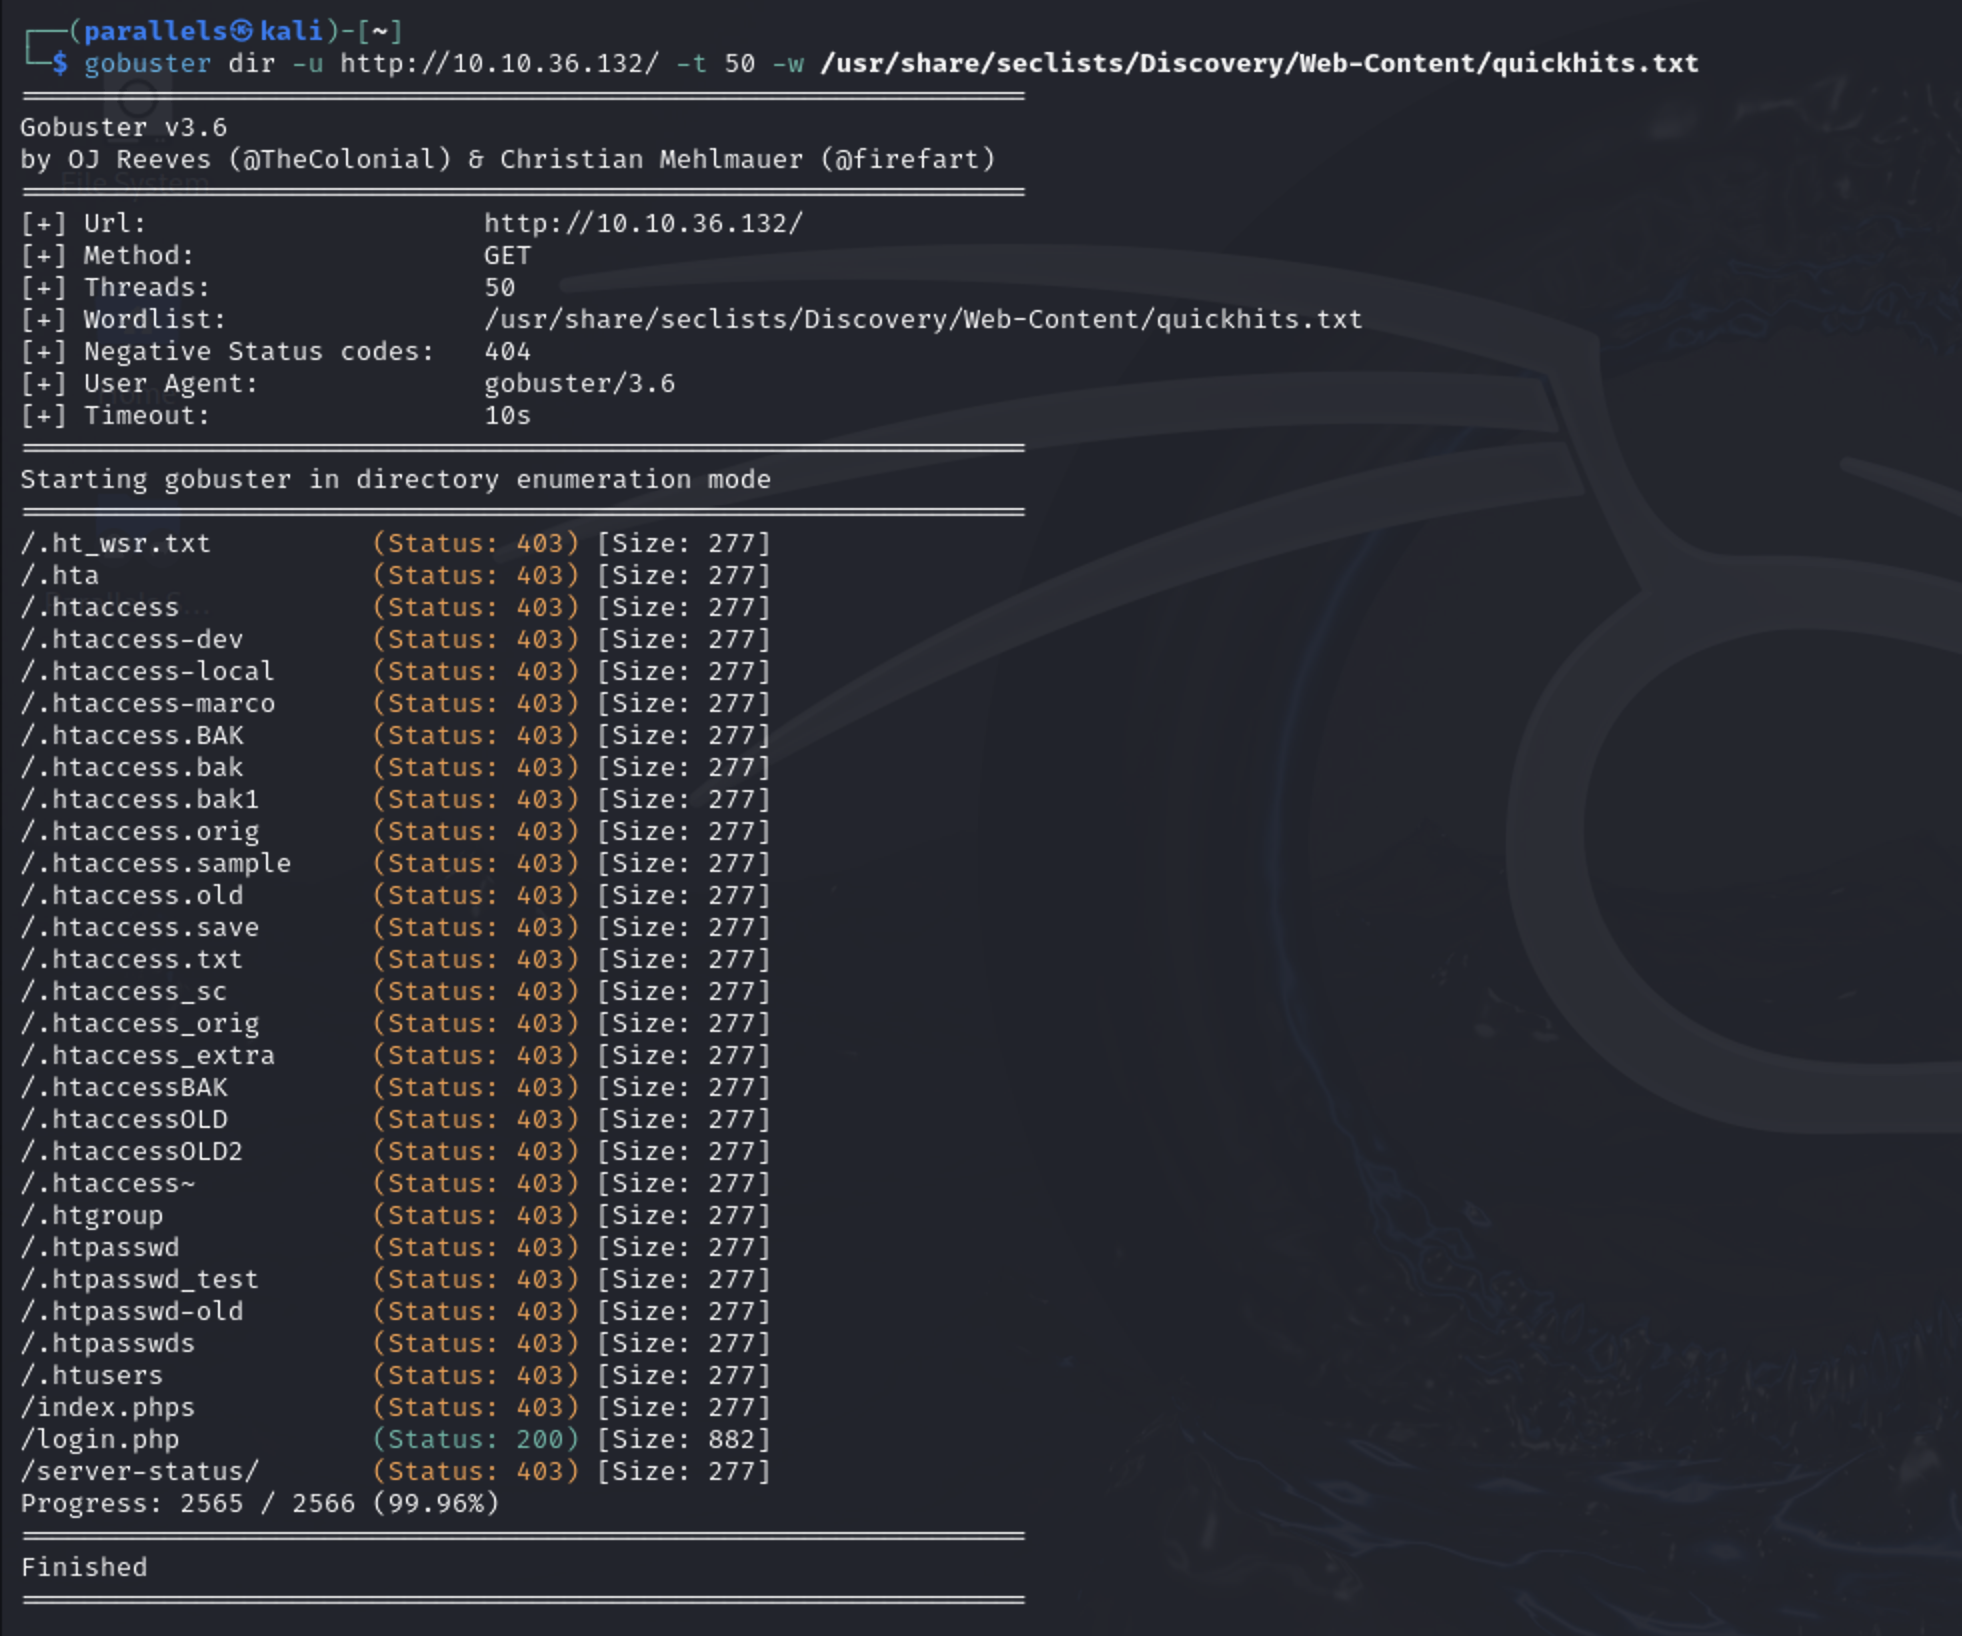 ┌──(parallels㉿kali)-[~]
└─$ gobuster dir -u http://10.10.36.132/ -t 50 -w /usr/share/seclists/Discovery/Web-Content/quickhits.txt
===============================================================
Gobuster v3.6
by OJ Reeves (@TheColonial) & Christian Mehlmauer (@firefart)
===============================================================
[+] Url:                     http://10.10.36.132/
[+] Method:                  GET
[+] Threads:                 50
[+] Wordlist:                /usr/share/seclists/Discovery/Web-Content/quickhits.txt
[+] Negative Status codes:   404
[+] User Agent:              gobuster/3.6
[+] Timeout:                 10s
===============================================================
Starting gobuster in directory enumeration mode
===============================================================
/.ht_wsr.txt          (Status: 403) [Size: 277]
/.hta                 (Status: 403) [Size: 277]
/.htaccess            (Status: 403) [Size: 277]
/.htaccess-dev        (Status: 403) [Size: 277]
/.htaccess-local      (Status: 403) [Size: 277]
/.htaccess-marco      (Status: 403) [Size: 277]
/.htaccess.BAK        (Status: 403) [Size: 277]
/.htaccess.bak        (Status: 403) [Size: 277]
/.htaccess.bak1       (Status: 403) [Size: 277]
/.htaccess.orig       (Status: 403) [Size: 277]
/.htaccess.sample     (Status: 403) [Size: 277]
/.htaccess.old        (Status: 403) [Size: 277]
/.htaccess.save       (Status: 403) [Size: 277]
/.htaccess.txt        (Status: 403) [Size: 277]
/.htaccess_sc         (Status: 403) [Size: 277]
/.htaccess_orig       (Status: 403) [Size: 277]
/.htaccess_extra      (Status: 403) [Size: 277]
/.htaccessBAK         (Status: 403) [Size: 277]
/.htaccessOLD         (Status: 403) [Size: 277]
/.htaccessOLD2        (Status: 403) [Size: 277]
/.htaccess~           (Status: 403) [Size: 277]
/.htgroup             (Status: 403) [Size: 277]
/.htpasswd            (Status: 403) [Size: 277]
/.htpasswd_test       (Status: 403) [Size: 277]
/.htpasswd-old        (Status: 403) [Size: 277]
/.htpasswds           (Status: 403) [Size: 277]
/.htusers             (Status: 403) [Size: 277]
/index.phps           (Status: 403) [Size: 277]
/login.php            (Status: 200) [Size: 882]
/server-status/       (Status: 403) [Size: 277]
Progress: 2565 / 2566 (99.96%)
===============================================================
Finished
===============================================================